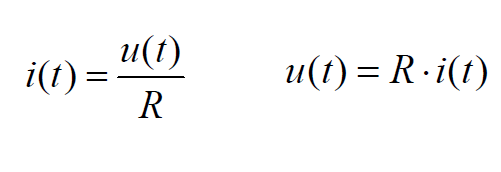 i(t) = u(t)/R
u(t) = R · i(t)